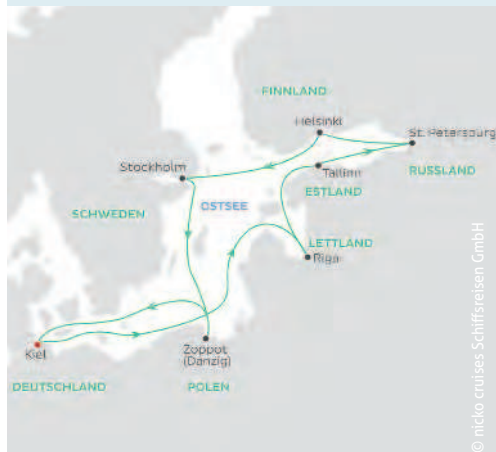 FINNLAND
Helsinki
St. Petersburg
Stockholm
Tallinn
RUSSLAND
ESTLAND
OSTSEE
SCHWEDEN
LETTLAND
Riga
Kiel
Zoppot
(Danzig)
DEUTSCHLAND
POLEN
© nicko cruises Schiffsreisen GmbH